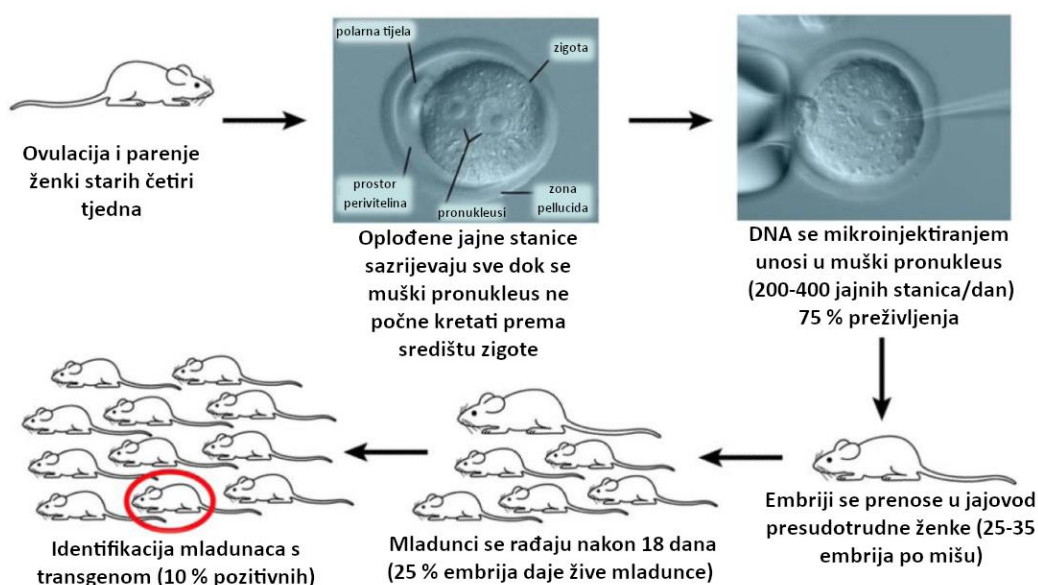 Ovulacija i parenje
ženki starih četiri
tjedna
polarna tijela
zigota
prostor
perivitelina
pronukleusi
zona
pellucida
Oplođene jajne stanice
sazrijevaju sve dok se
muški pronukleus ne
počne kretati prema
središtu zigote
DNA se mikroinjektiranjem
unosi u muški pronukleus
(200-400 jajnih stanica/dan)
75 % preživljenja
Embriji se prenose u jajovod
presudotrudne ženke (25-35
embrija po mišu)
Mladunci se rađaju nakon 18 dana
(25 % embrija daje žive mladunce)
Identifikacija mladunaca s
transgenom (10 % pozitivnih)